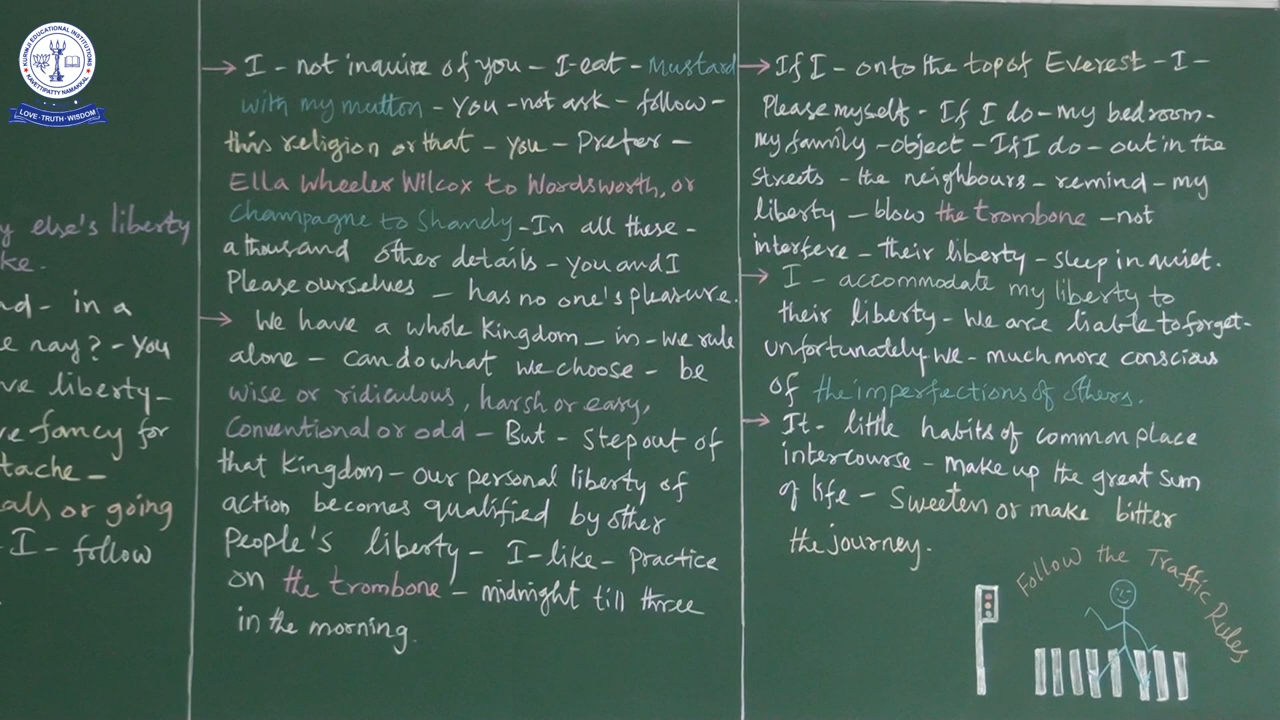 KURINJI EDUCATIONAL INSTITUTIONS
KAVETTIPATTY NAMAKKAL
LOVE · TRUTH · WISDOM
y else's liberty
ke.
nd - in a
e nay? - You
ve liberty -
ve fancy for
tache -
als or going
- I - follow
→ I - not inquire of you - I - eat - Mustard
with my mutton - You - not ask - follow -
this religion or that - you - Prefer -
Ella Wheeler Wilcox to Wordsworth, or
Champagne to Shandy - In all these -
a thousand other details - you and I
Please ourselves - has no one's pleasure.
→ We have a whole Kingdom - in - we rule
alone - can do what we choose - be
wise or ridiculous, harsh or easy,
Conventional or odd - But - step out of
that Kingdom - our personal liberty of
action becomes qualified by other
People's liberty - I - like - practice
on the trombone - midnight till three
in the morning.
→ If I - onto the top of Everest - I -
Please myself - If I do - my bedroom -
my family - object - If I do - out in the
streets - the neighbours - remind - my
liberty - blow the trombone - not
interfere - their liberty - sleep in quiet.
→ I - accommodate my liberty to
their liberty - We are liable to forget -
unfortunately - we - much more conscious
of the imperfections of others.
→ It - little habits of common place
intercourse - make up the great sum
of life - Sweeten or make bitter
the journey.
Follow the Traffic Rules